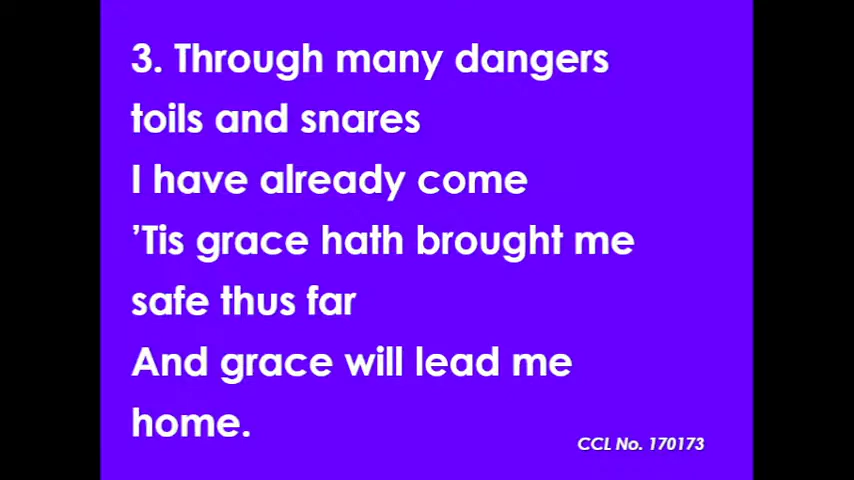 3. Through many dangers
toils and snares
I have already come
’Tis grace hath brought me
safe thus far
And grace will lead me
home.
CCL No. 170173